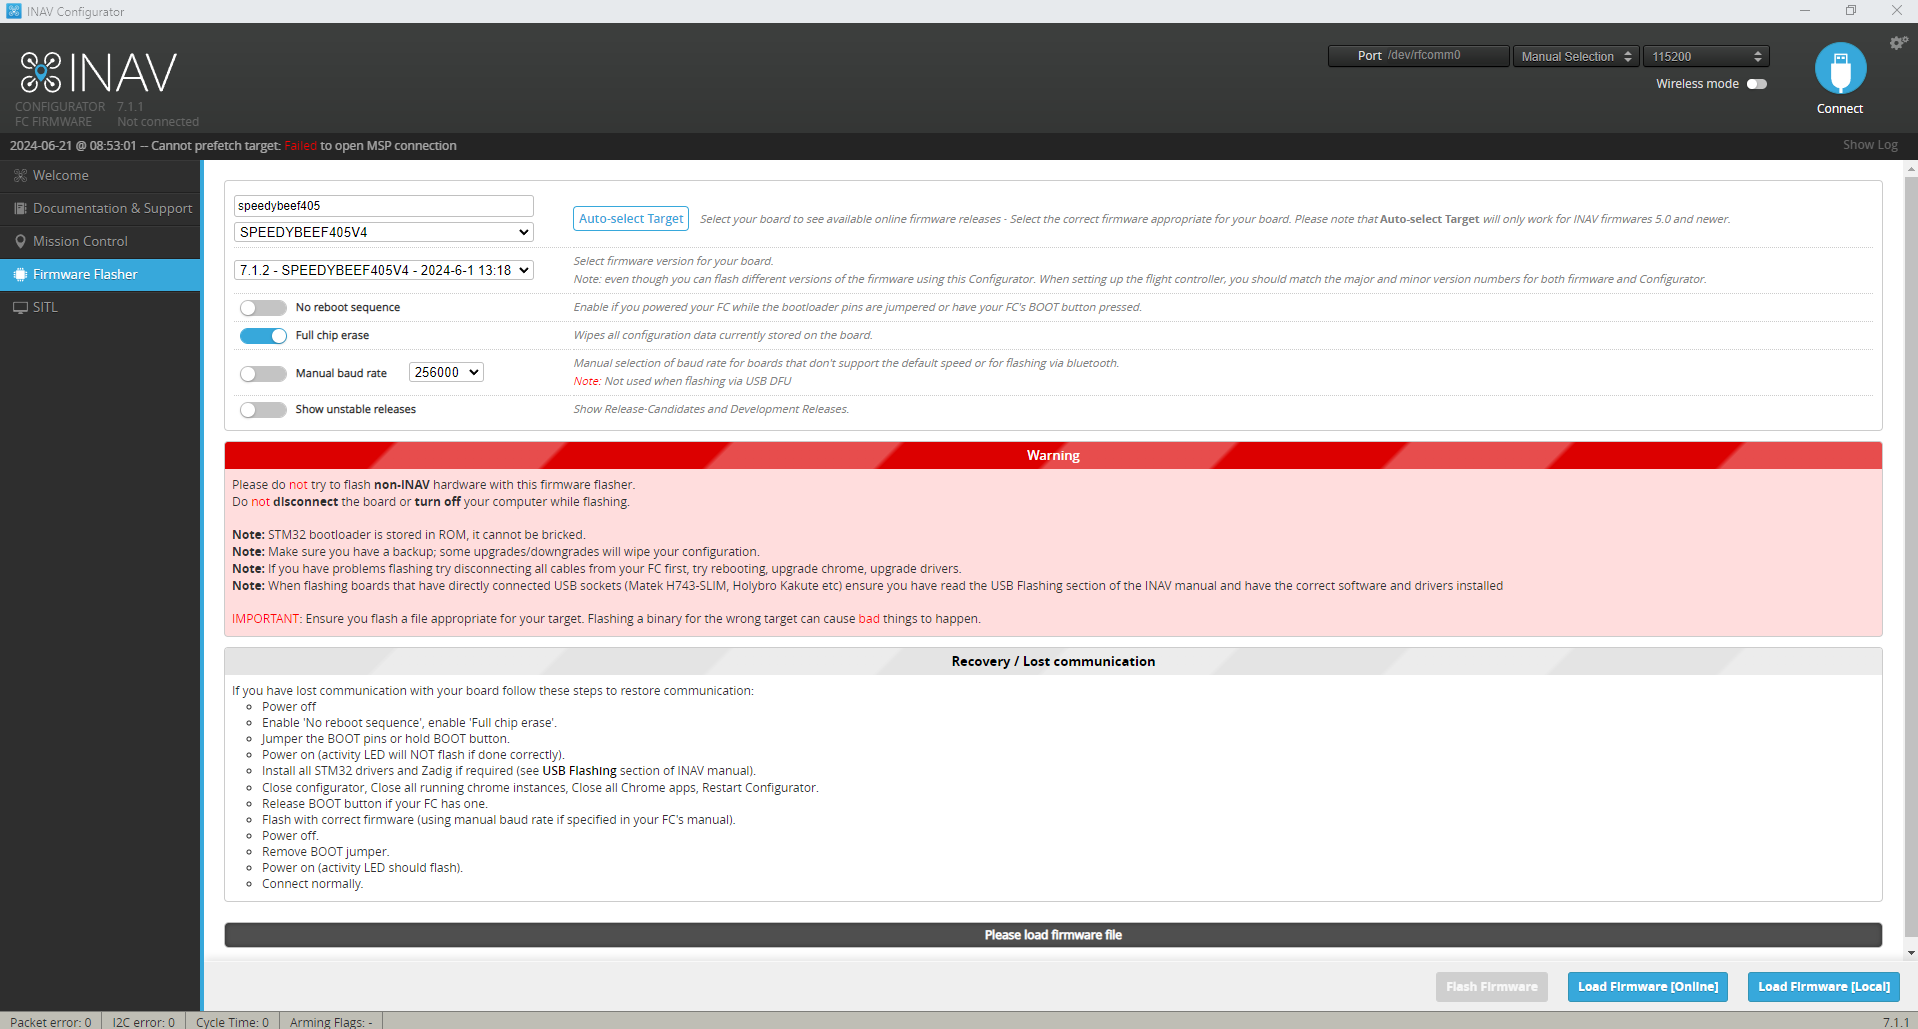 INAV Configurator
INAV
CONFIGURATOR 7.1.1
FC FIRMWARE Not connected
Port /dev/rfcomm0
Manual Selection
115200
Wireless mode
Connect
2024-06-21 @ 08:53:01 -- Cannot prefetch target: Failed to open MSP connection
Show Log
Welcome
Documentation & Support
Mission Control
Firmware Flasher
SITL
speedybeef405
SPEEDYBEEF405V4
Auto-select Target
Select your board to see available online firmware releases - Select the correct firmware appropriate for your board. Please note that Auto-select Target will only work for INAV firmwares 5.0 and newer.
7.1.2 - SPEEDYBEEF405V4 - 2024-6-1 13:18
Select firmware version for your board.
Note: even though you can flash different versions of the firmware using this Configurator. When setting up the flight controller, you should match the major and minor version numbers for both firmware and Configurator.
No reboot sequence
Enable if you powered your FC while the bootloader pins are jumpered or have your FC's BOOT button pressed.
Full chip erase
Wipes all configuration data currently stored on the board.
Manual baud rate
256000
Manual selection of baud rate for boards that don't support the default speed or for flashing via bluetooth.
Note: Not used when flashing via USB DFU
Show unstable releases
Show Release-Candidates and Development Releases.
Warning
Please do not try to flash non-INAV hardware with this firmware flasher.
Do not disconnect the board or turn off your computer while flashing.
Note: STM32 bootloader is stored in ROM, it cannot be bricked.
Note: Make sure you have a backup; some upgrades/downgrades will wipe your configuration.
Note: If you have problems flashing try disconnecting all cables from your FC first, try rebooting, upgrade chrome, upgrade drivers.
Note: When flashing boards that have directly connected USB sockets (Matek H743-SLIM, Holybro Kakute etc) ensure you have read the USB Flashing section of the INAV manual and have the correct software and drivers installed
IMPORTANT: Ensure you flash a file appropriate for your target. Flashing a binary for the wrong target can cause bad things to happen.
Recovery / Lost communication
If you have lost communication with your board follow these steps to restore communication:
Power off
Enable 'No reboot sequence', enable 'Full chip erase'.
Jumper the BOOT pins or hold BOOT button.
Power on (activity LED will NOT flash if done correctly).
Install all STM32 drivers and Zadig if required (see USB Flashing section of INAV manual).
Close configurator, Close all running chrome instances, Close all Chrome apps, Restart Configurator.
Release BOOT button if your FC has one.
Flash with correct firmware (using manual baud rate if specified in your FC's manual).
Power off.
Remove BOOT jumper.
Power on (activity LED should flash).
Connect normally.
Please load firmware file
Flash Firmware
Load Firmware [Online]
Load Firmware [Local]
Packet error: 0
I2C error: 0
Cycle Time: 0
Arming Flags: -
7.1.1